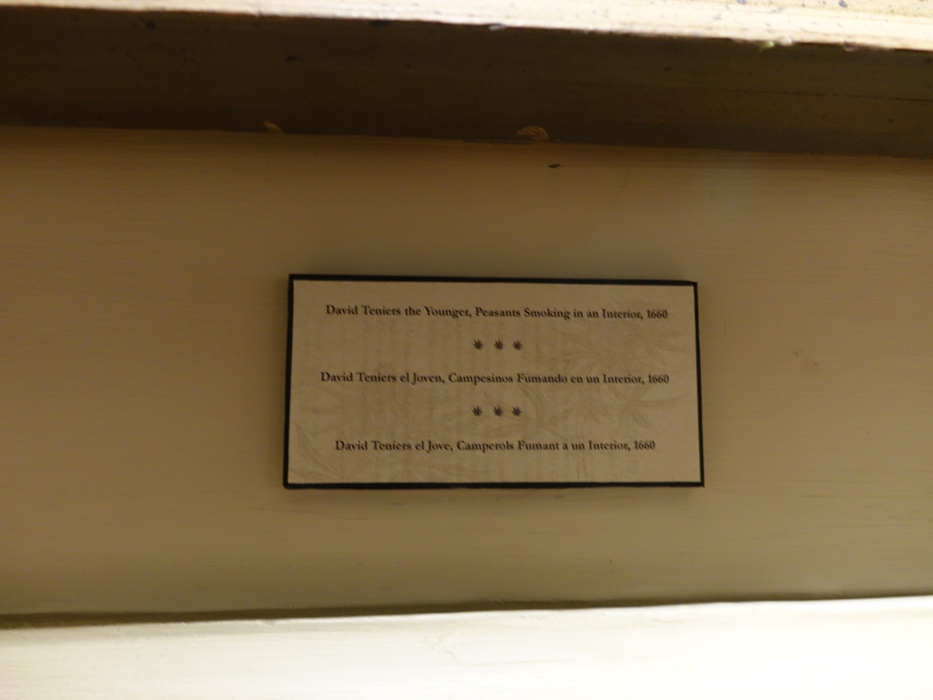 David Teniers the Younger, Peasants Smoking in an Interior, 1660
David Teniers el Joven, Campesinos Fumando en un Interior, 1660
David Teniers el Jove, Camperols Fumant a un Interior, 1660